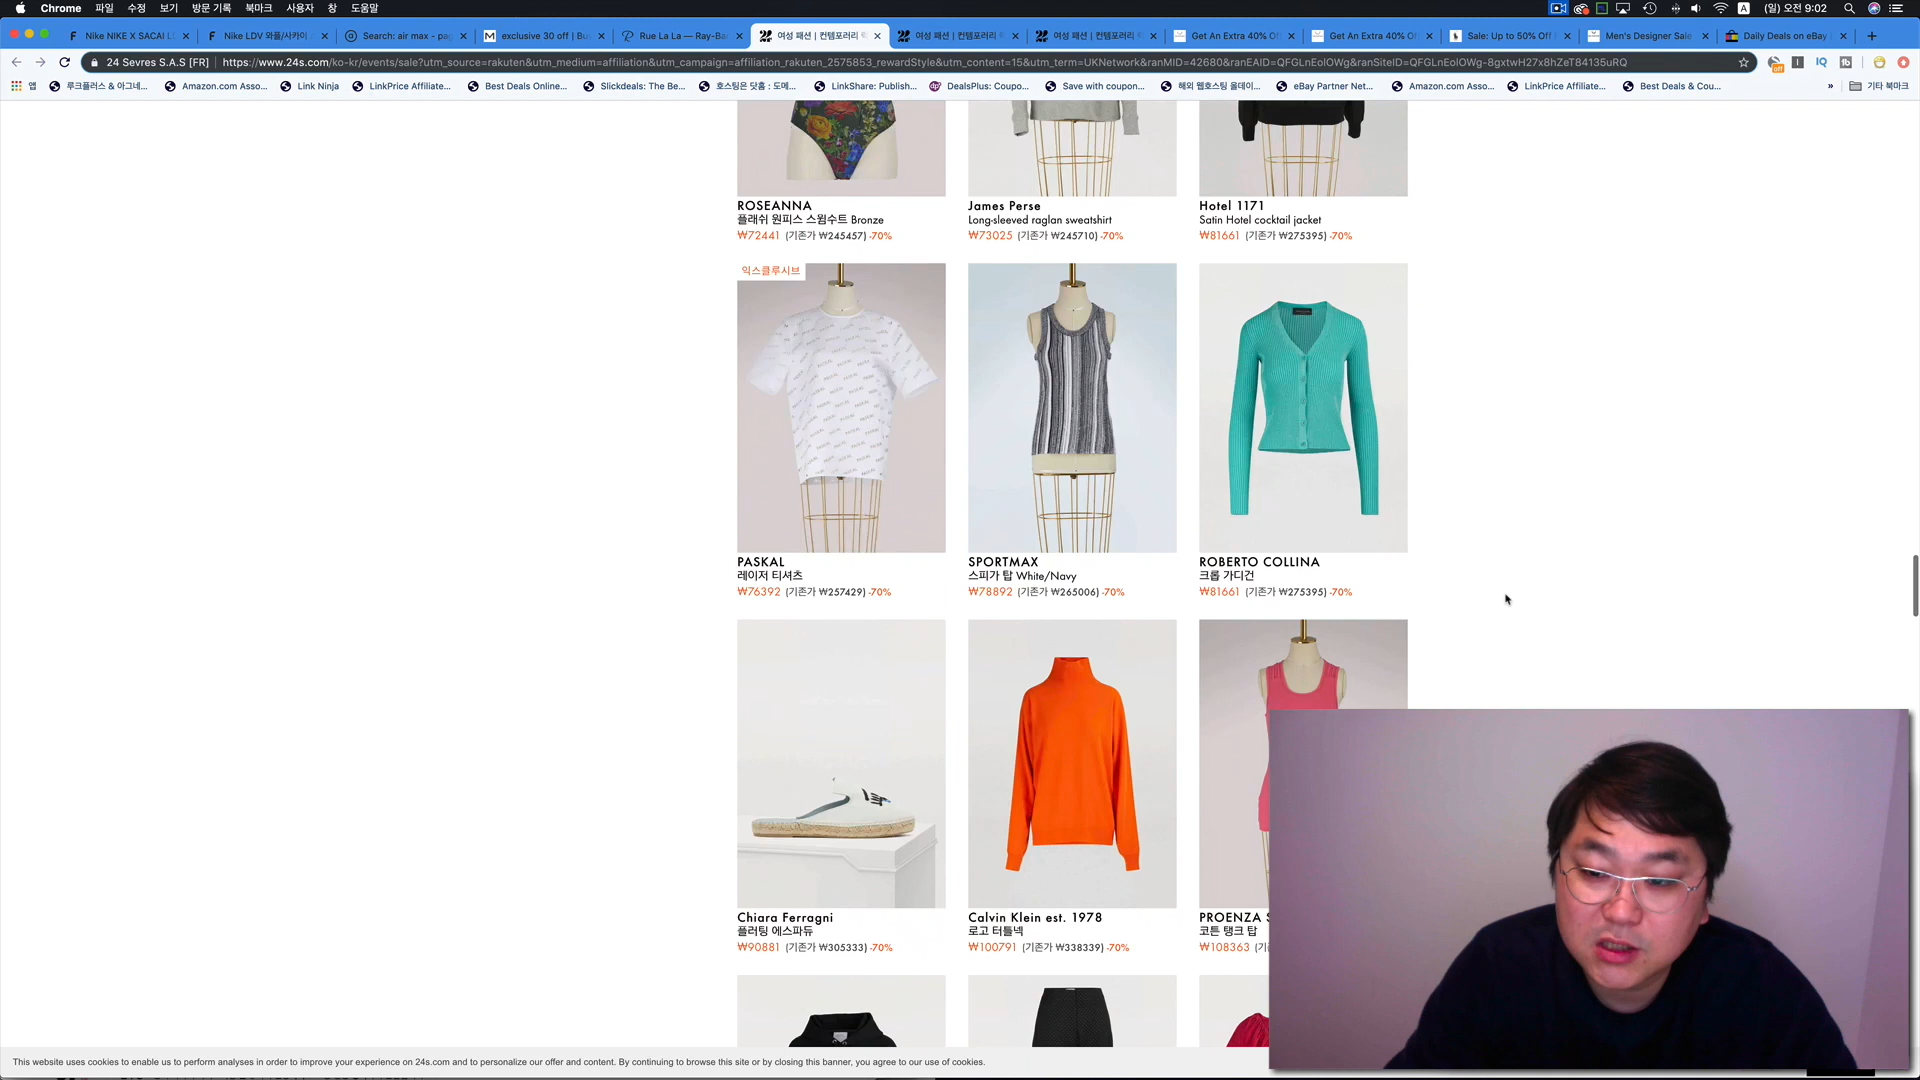 Chrome 파일 수정 보기 방문 기록 북마크 사용자 창 도움말 (일) 오전 9:02
Nike NIKE X SACAI L Nike LDV 와플/사카이 Search: air max - pa exclusive 30 off | Bu Rue La La — Ray-Ba 여성 패션 | 컨템포러리 여성 패션 | 컨템포러리 여성 패션 | 컨템포러리 Get An Extra 40% O Get An Extra 40% O Sale: Up to 50% Off Men's Designer Sale Daily Deals on eBay
24 Sevres S.A.S [FR] https://www.24s.com/ko-kr/events/sale?utm_source=rakuten&utm_medium=affiliation&utm_campaign=affiliation_rakuten_2575853_rewardStyle&utm_content=15&utm_term=UKNetwork&ranMID=42680&ranEAID=QFGLnEolOWg&ranSiteID=QFGLnEolOWg-8gxtwH27x8hZeT84135uRQ
앱 루크플러스 & 아그네... Amazon.com Asso... Link Ninja LinkPrice Affiliate... Best Deals Online... Slickdeals: The Be... 호스팅은 닷홈 : 도메... LinkShare: Publish... DealsPlus: Coupo... Save with coupon... 해외 웹호스팅 올데이... eBay Partner Net... Amazon.com Asso... LinkPrice Affiliate... Best Deals & Cou... » 기타 북마크
ROSEANNA
플래쉬 원피스 스윔수트 Bronze
₩72441 (기존가 ₩245457) -70%
James Perse
Long-sleeved raglan sweatshirt
₩73025 (기존가 ₩245710) -70%
Hotel 1171
Satin Hotel cocktail jacket
₩81661 (기존가 ₩275395) -70%
익스클루시브
PASKAL
레이저 티셔츠
₩76392 (기존가 ₩257429) -70%
SPORTMAX
스피가 탑 White/Navy
₩78892 (기존가 ₩265006) -70%
ROBERTO COLLINA
크롭 가디건
₩81661 (기존가 ₩275395) -70%
Chiara Ferragni
플러팅 에스파듀
₩90881 (기존가 ₩305333) -70%
Calvin Klein est. 1978
로고 터틀넥
₩100791 (기존가 ₩338339) -70%
PROENZA S
코튼 탱크 탑
₩108363 (기
This website uses cookies to enable us to perform analyses in order to improve your experience on 24s.com and to personalize our offer and content. By continuing to browse this site or by closing this banner, you agree to our use of cookies.